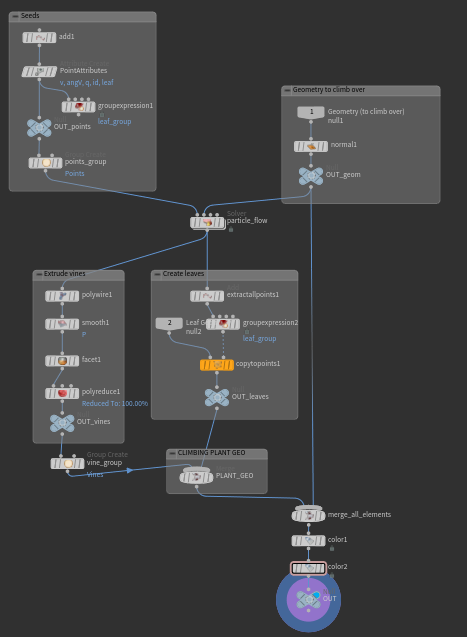 Seeds
add1
PointAttributes
v, angV, q, id, leaf
groupexpression1
leaf_group
OUT_points
points_group
Points
Geometry to climb over
1
Geometry (to climb over)
null1
normal1
OUT_geom
Solver
particle_flow
Extrude vines
polywire1
smooth1
P
facet1
polyreduce1
Reduced To: 100.00%
OUT_vines
Group Create
vine_group
Vines
Create leaves
extractallpoints1
2
Leaf G
null2
groupexpression2
leaf_group
copytopoints1
OUT_leaves
CLIMBING PLANT GEO
PLANT_GEO
merge_all_elements
color1
color2
OUT